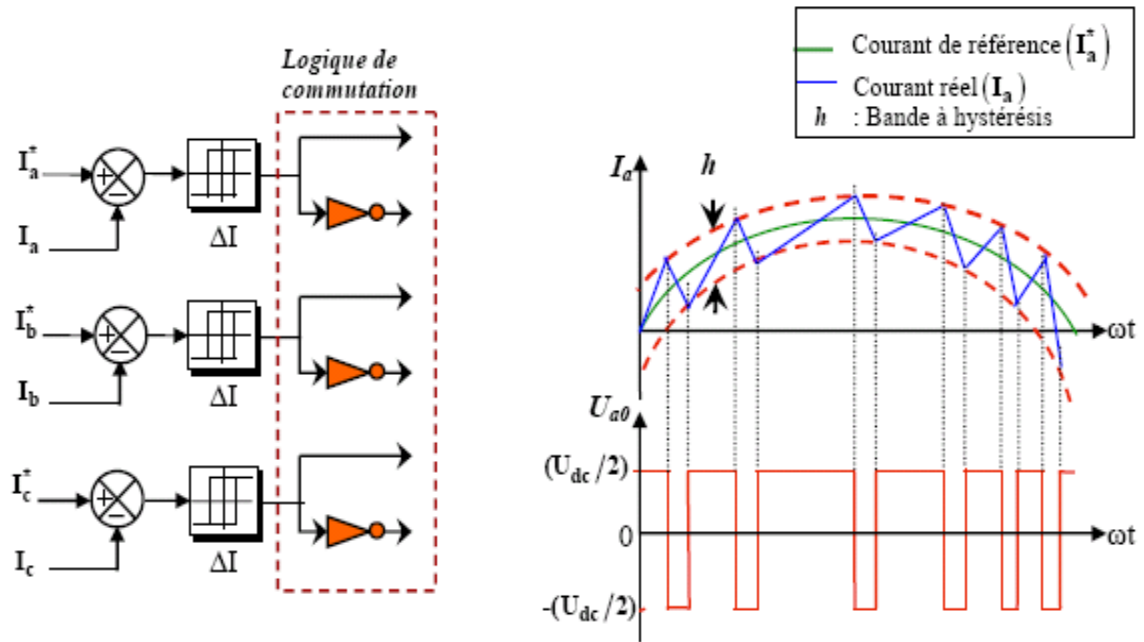 Logique de
commutation
I*a
Ia
ΔI
I*b
Ib
ΔI
I*c
Ic
ΔI
Courant de référence (I*a)
Courant réel (Ia)
h : Bande à hystérésis
Ia
h
ωt
Ua0
(Udc/2)
0
ωt
-(Udc/2)